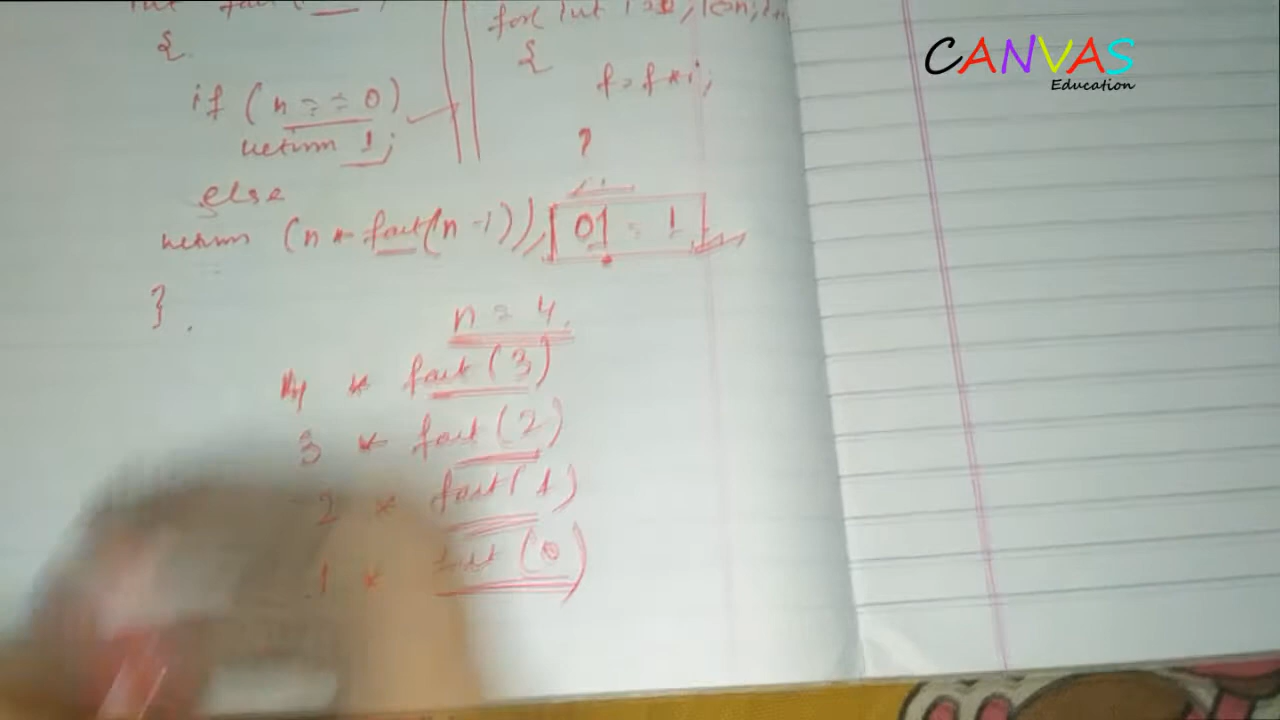 {
if (n == 0)
return 1;
else
return (n * fact(n-1));
}.
f = f * i;
{
?
0! = 1
n = 4.
4 * fact(3)
3 * fact(2)
2 * fact(1)
1 * fact(0)
CANVAS
Education